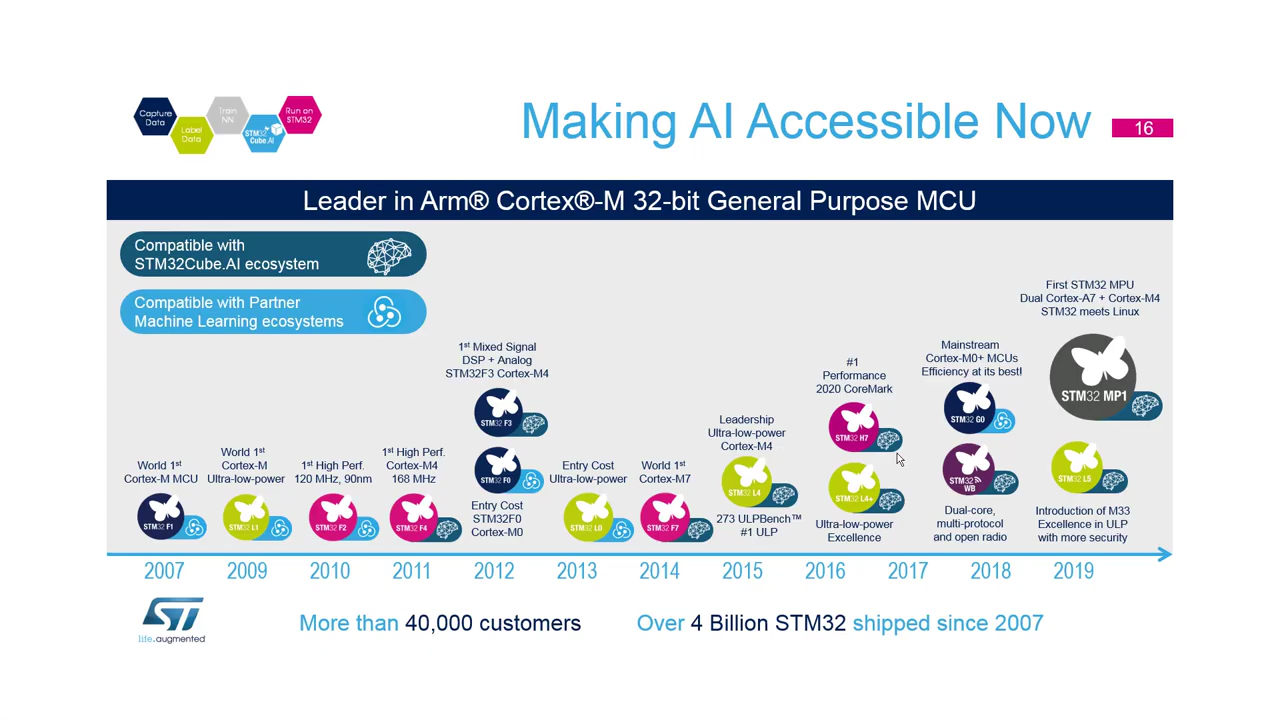 Capture
Data
Label
Data
Train
NN
STM32
Cube.AI
Run on
STM32
Making AI Accessible Now
16
Leader in Arm® Cortex®-M 32-bit General Purpose MCU
Compatible with
STM32Cube.AI ecosystem
Compatible with Partner
Machine Learning ecosystems
World 1st
Cortex-M MCU
STM32 F1
World 1st
Cortex-M
Ultra-low-power
STM32 L1
1st High Perf.
120 MHz, 90nm
STM32 F2
1st High Perf.
Cortex-M4
168 MHz
STM32 F4
1st Mixed Signal
DSP + Analog
STM32F3 Cortex-M4
STM32 F3
STM32 F0
Entry Cost
STM32F0
Cortex-M0
Entry Cost
Ultra-low-power
STM32 L0
World 1st
Cortex-M7
STM32 F7
Leadership
Ultra-low-power
Cortex-M4
STM32 L4
273 ULPBench™
#1 ULP
#1
Performance
2020 CoreMark
STM32 H7
STM32 L4+
Ultra-low-power
Excellence
Mainstream
Cortex-M0+ MCUs
Efficiency at its best!
STM32 G0
STM32
WB
Dual-core,
multi-protocol
and open radio
First STM32 MPU
Dual Cortex-A7 + Cortex-M4
STM32 meets Linux
STM32 MP1
STM32 L5
Introduction of M33
Excellence in ULP
with more security
2007 2009 2010 2011 2012 2013 2014 2015 2016 2017 2018 2019
ST
life.augmented
More than 40,000 customers
Over 4 Billion STM32 shipped since 2007